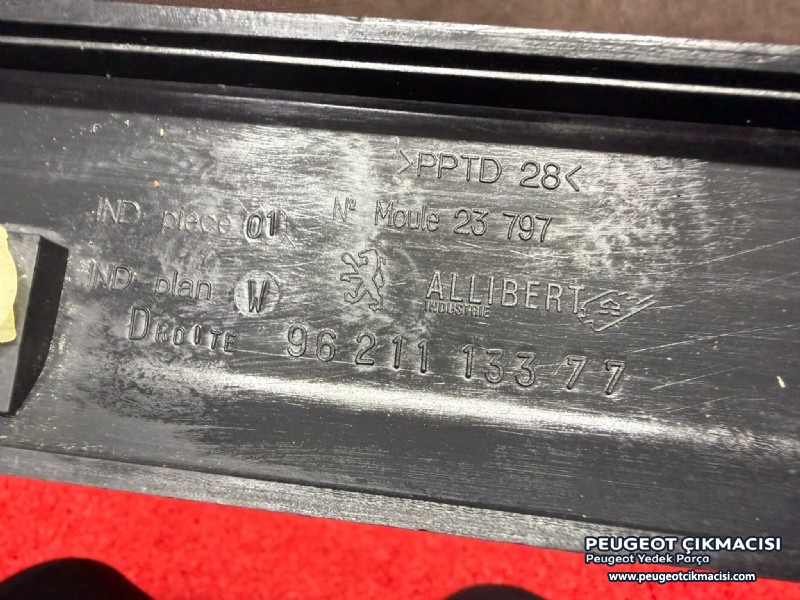 >PPTD 28<
IND. pièce 01 N° Moule 23 797
IND. plan W ALLIBERT
INDUSTRIE
DROITE 96 211 133 77
PEUGEOT ÇIKMACISI
Peugeot Yedek Parça
www.peugeotcikmacisi.com